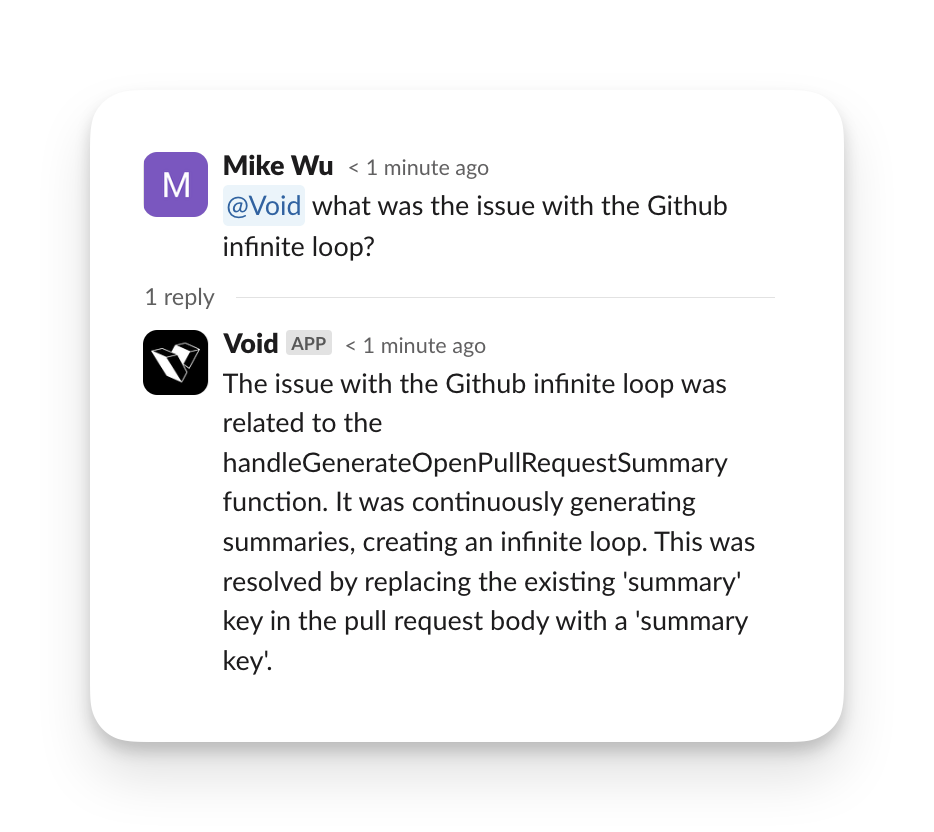 M
Mike Wu < 1 minute ago
@Void what was the issue with the Github
infinite loop?
1 reply
Void APP < 1 minute ago
The issue with the Github infinite loop was
related to the
handleGenerateOpenPullRequestSummary
function. It was continuously generating
summaries, creating an infinite loop. This was
resolved by replacing the existing 'summary'
key in the pull request body with a 'summary
key'.